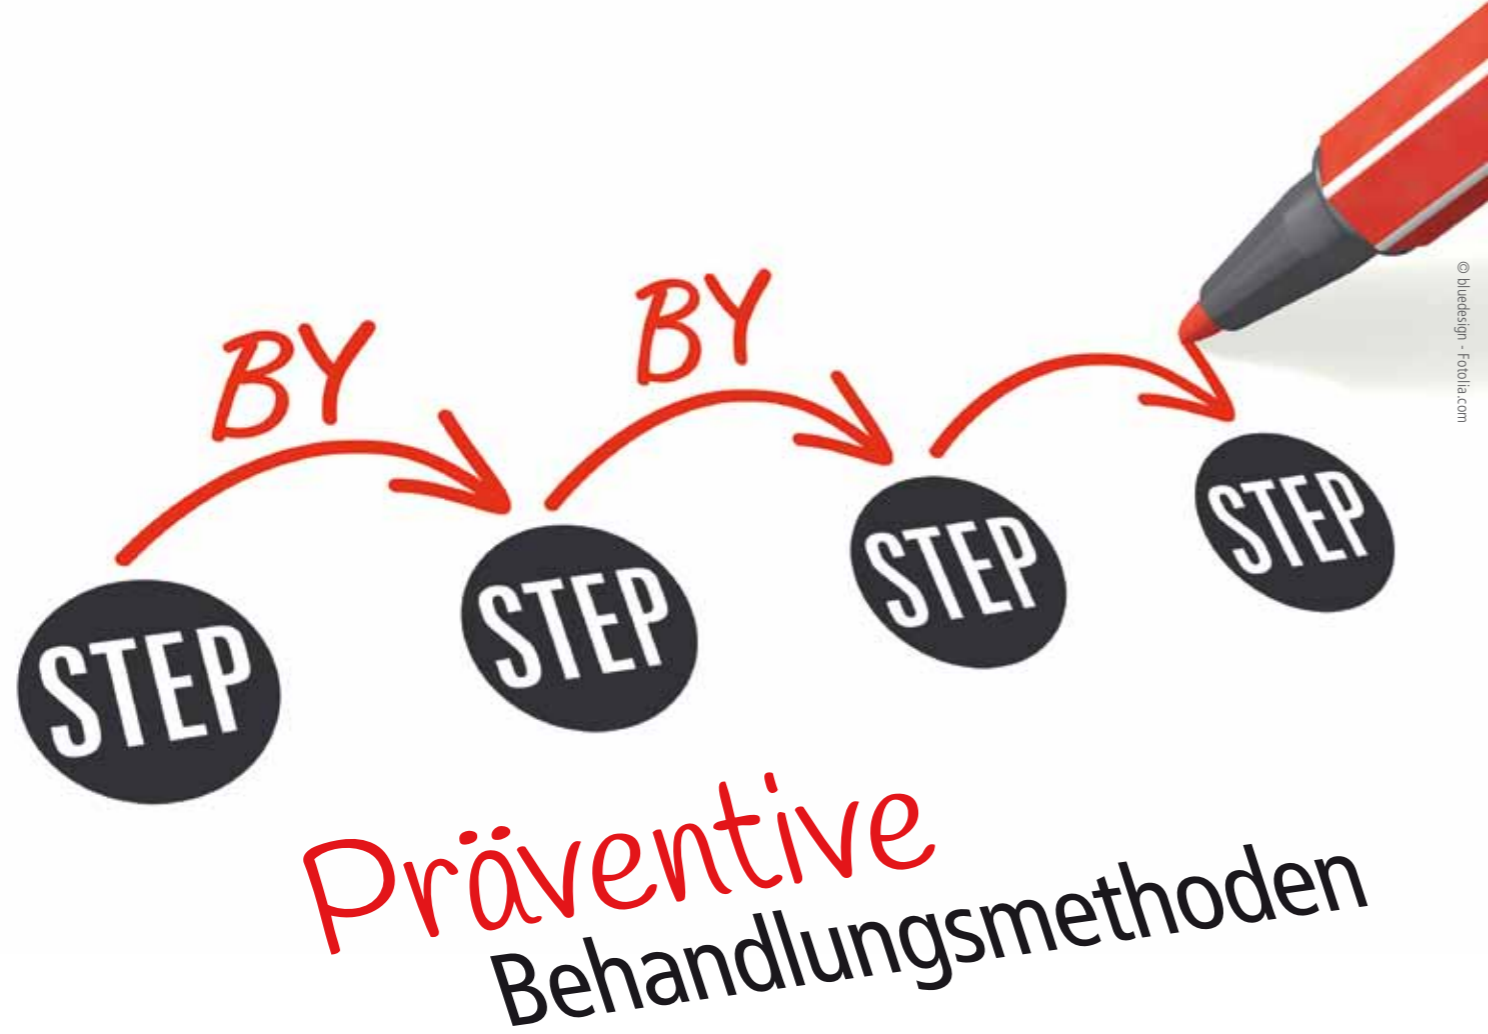 BY
BY
STEP
STEP
STEP
STEP
Präventive
Behandlungsmethoden
© bluedesign - Fotolia.com